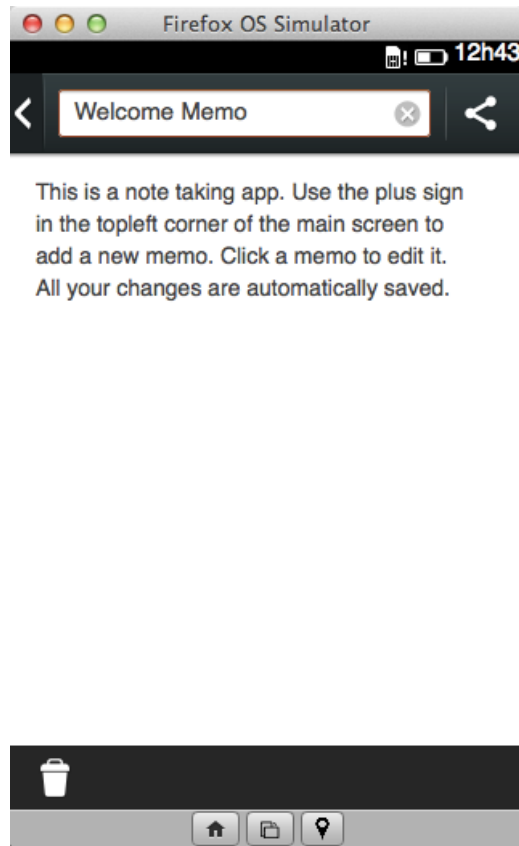 Firefox OS Simulator
! 12h43
Welcome Memo
This is a note taking app. Use the plus sign
in the topleft corner of the main screen to
add a new memo. Click a memo to edit it.
All your changes are automatically saved.